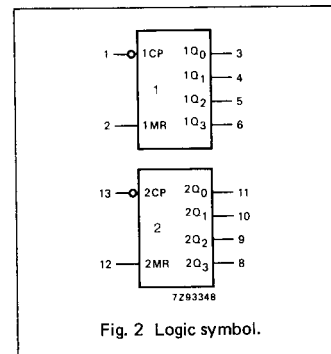 1 1CP 1Q0 3
1Q1 4
1 1Q2 5
2 1MR 1Q3 6
13 2CP 2Q0 11
2Q1 10
2 2Q2 9
12 2MR 2Q3 8
7Z93348
Fig. 2 Logic symbol.